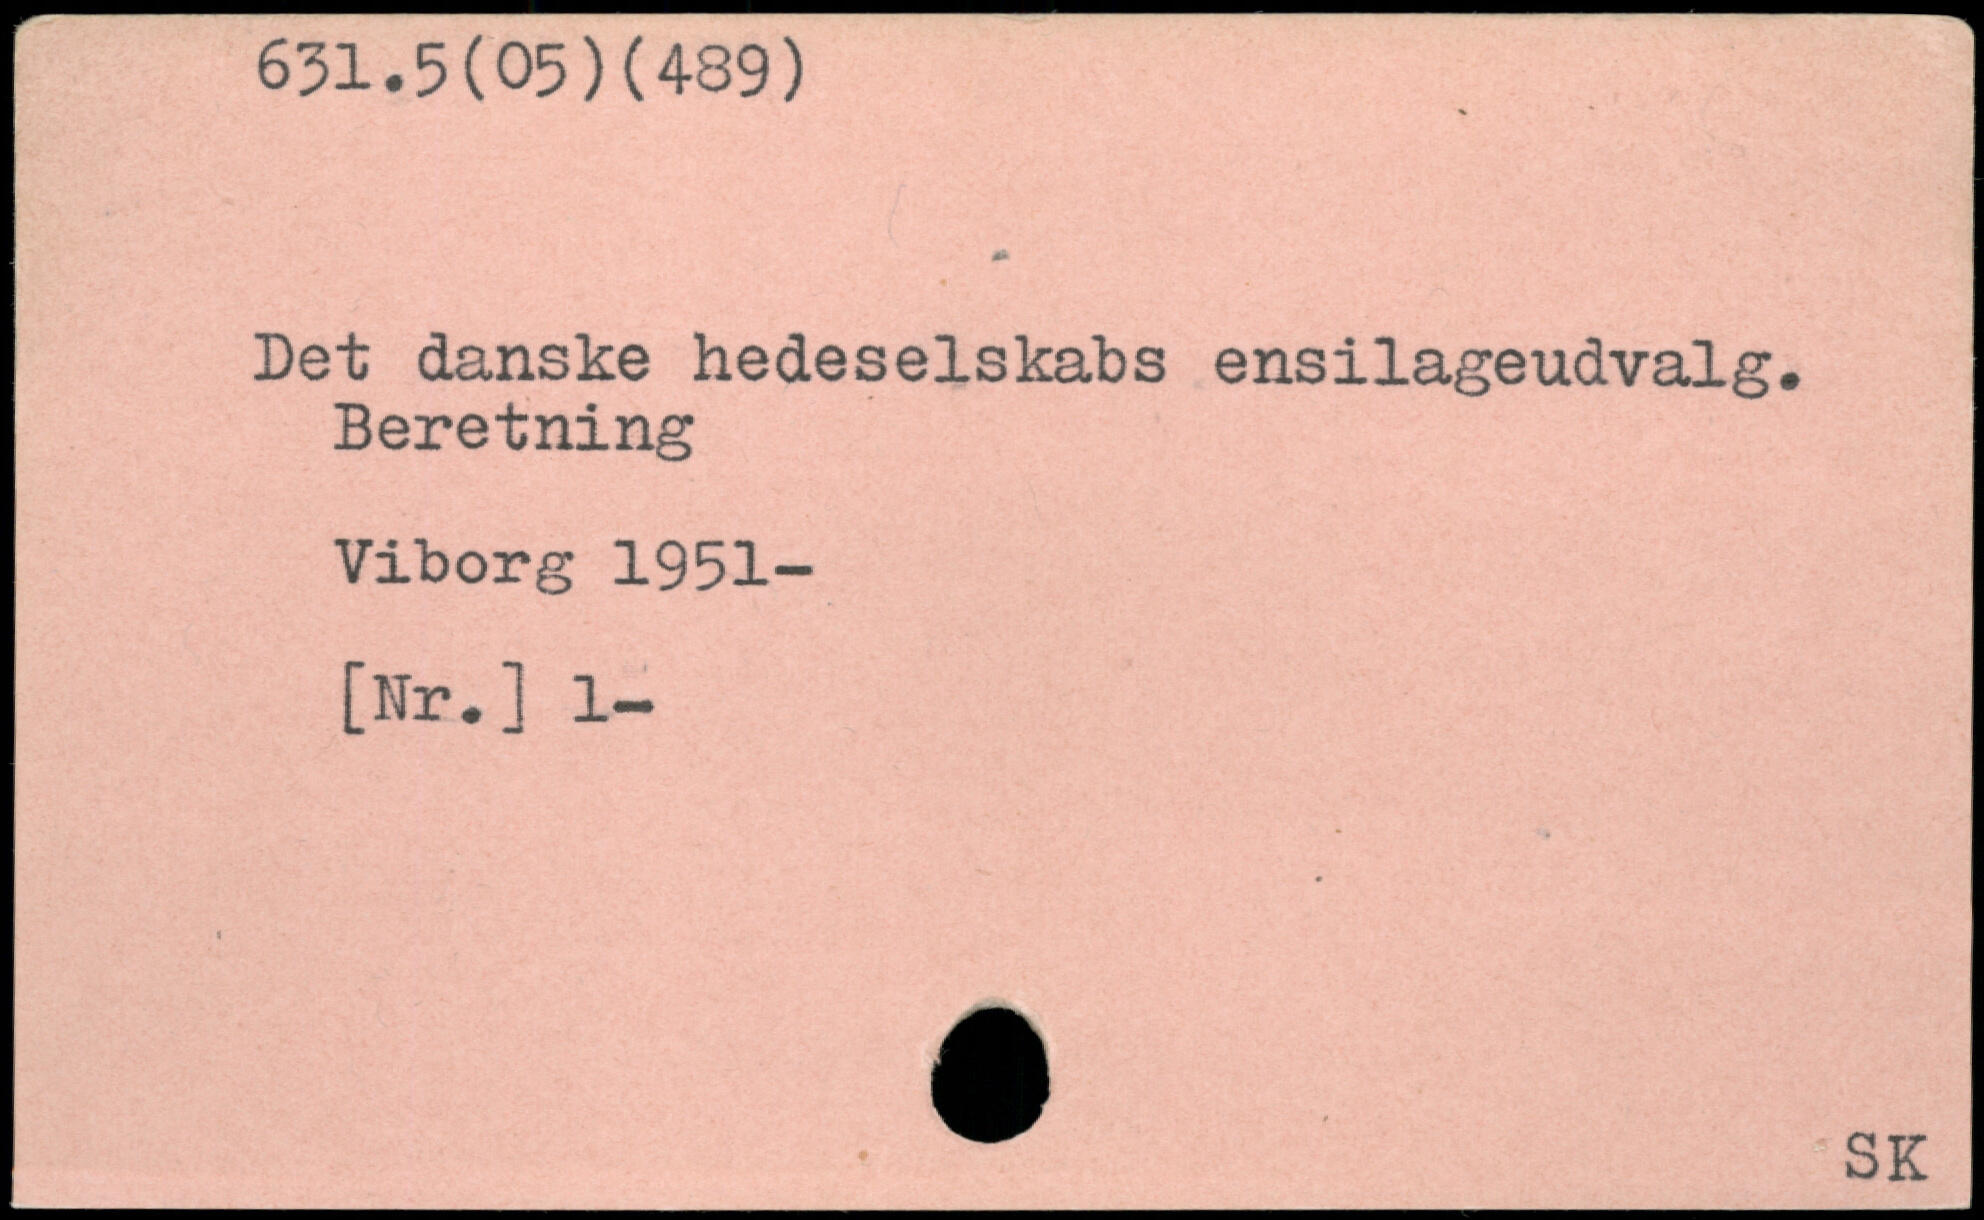 631.5(05)(489)
Det danske hedeselskabs ensilageudvalg.
Beretning
Viborg 1951-
[Nr.] 1-
SK